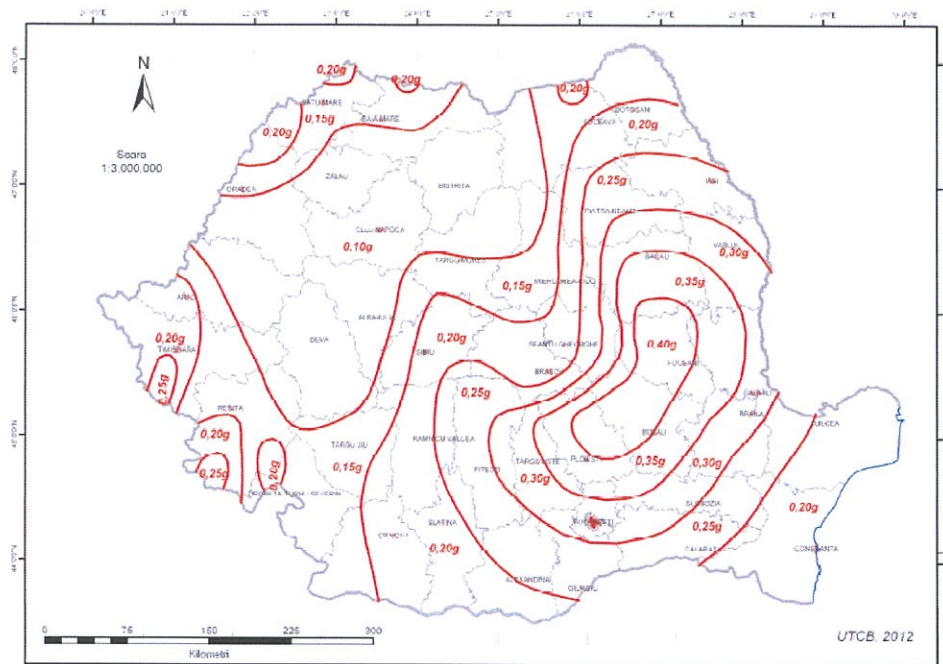 N
Scara
1:3,000,000
0,20g
0,20g
0,20g
SATU MARE
0,15g
BAIA MARE
0,20g
BOTOSANI
SUCEAVA
0,20g
ORADEA
ZALAU
BISTRITA
0,25g
IASI
PIATRA NEAMT
CLUJ-NAPOCA
0,10g
TARGU MURES
VASLUI
0,30g
BACAU
0,15g
MIERCUREA-CIUC
0,35g
ARAD
ALBA IULIA
0,20g
TIMISOARA
DEVA
0,20g
SIBIU
SFANTU GHEORGHE
0,40g
FOCSANI
BRASOV
0,25g
0,25g
GALATI
RESITA
BRAILA
TULCEA
0,20g
TARGU JIU
RAMNICU VALCEA
BUZAU
0,15g
0,25g
0,20g
PITESTI
TARGOVISTE
PLOIESTI
0,35g
0,30g
0,30g
DROBETA-TURNU SEVERIN
SLOBOZIA
0,20g
SLATINA
BUCURESTI
0,25g
CRAIOVA
0,20g
CALARASI
CONSTANTA
ALEXANDRIA
GIURGIU
0
75
150
225
300
Kilometri
UTCB, 2012